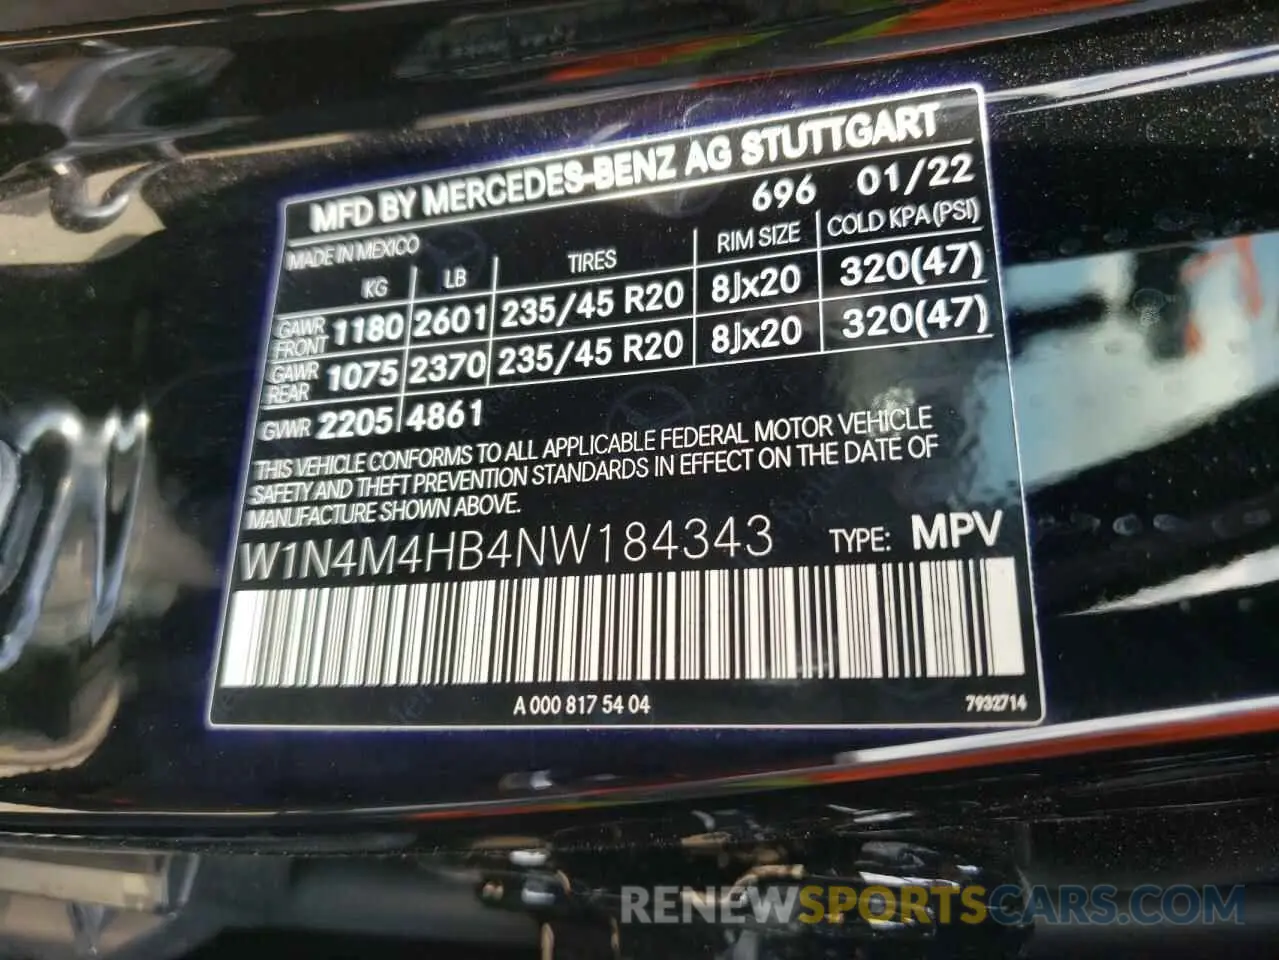 MFD BY MERCEDES-BENZ AG STUTTGART
MADE IN MEXICO 696 01/22
KG LB TIRES RIM SIZE COLD KPA (PSI)
GAWR FRONT 1180 2601 235/45 R20 8Jx20 320(47)
GAWR REAR 1075 2370 235/45 R20 8Jx20 320(47)
GVWR 2205 4861
THIS VEHICLE CONFORMS TO ALL APPLICABLE FEDERAL MOTOR VEHICLE
SAFETY AND THEFT PREVENTION STANDARDS IN EFFECT ON THE DATE OF
MANUFACTURE SHOWN ABOVE.
W1N4M4HB4NW184343 TYPE: MPV
A 000 817 54 04 7932714
RENEWSPORTSCARS.COM